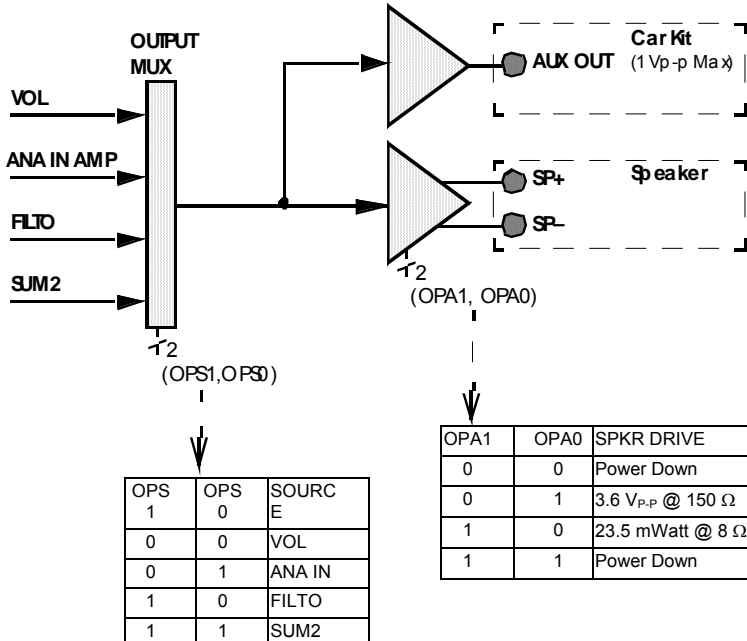 OUTPUT
MUX
VOL
ANA IN AMP
FILTO
SUM2
2
(OPS1,OPS0)
Car Kit
AUX OUT (1 Vp-p Max)
SP+ Speaker
SP–
2
(OPA1, OPA0)
OPS 1 OPS 0 SOURC E
0 0 VOL
0 1 ANA IN
1 0 FILTO
1 1 SUM2
OPA1 OPA0 SPKR DRIVE
0 0 Power Down
0 1 3.6 VP-P @ 150 Ω
1 0 23.5 mWatt @ 8 Ω
1 1 Power Down